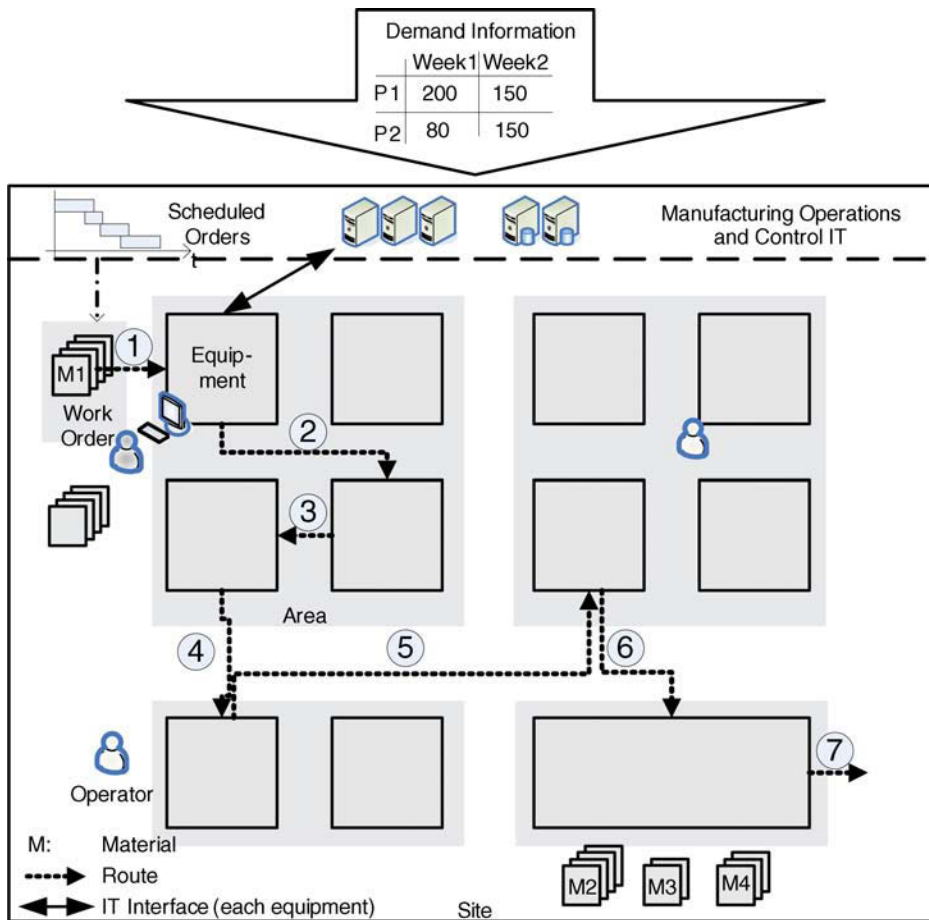 Demand Information
Week1 Week2
P1 200 150
P2 80 150
Scheduled
Orders
t
Manufacturing Operations
and Control IT
M1
1
Equip-
ment
Work
Order
2
3
Area
4
5
6
7
Operator
M: Material
Route
IT Interface (each equipment)
M2
M3
M4
Site